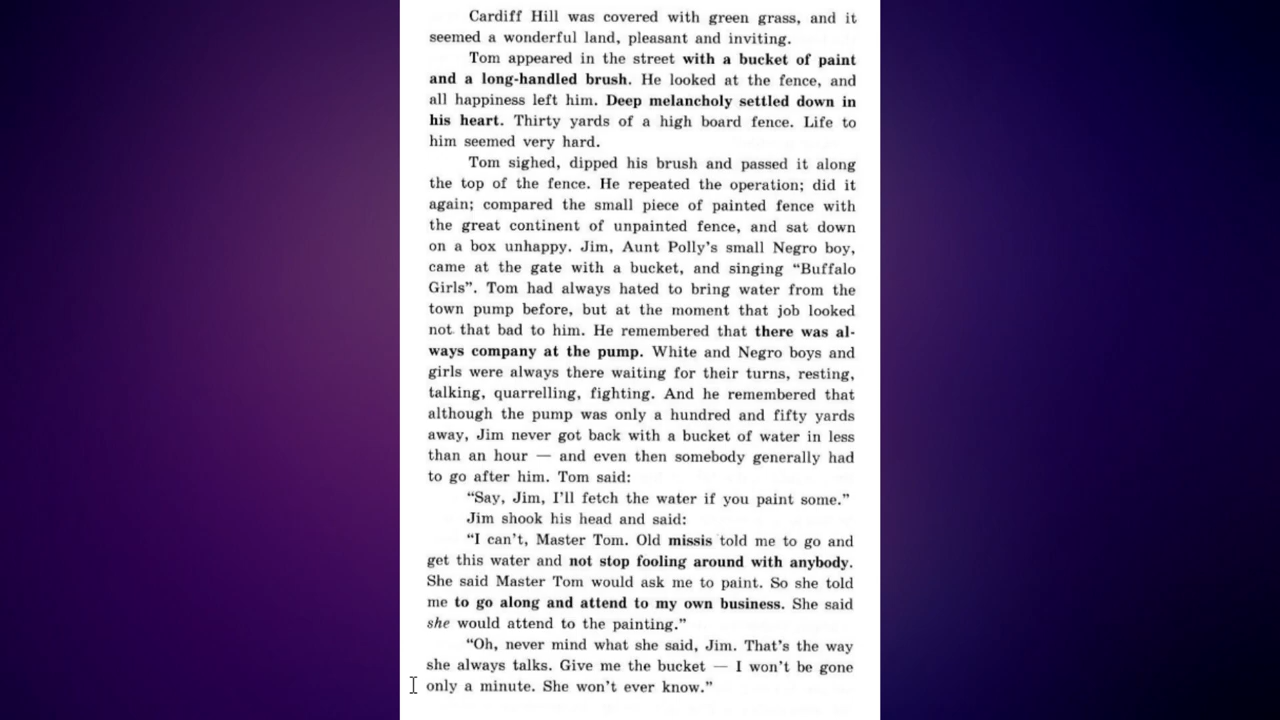 Cardiff Hill was covered with green grass, and it
seemed a wonderful land, pleasant and inviting.
Tom appeared in the street with a bucket of paint
and a long-handled brush. He looked at the fence, and
all happiness left him. Deep melancholy settled down in
his heart. Thirty yards of a high board fence. Life to
him seemed very hard.
Tom sighed, dipped his brush and passed it along
the top of the fence. He repeated the operation; did it
again; compared the small piece of painted fence with
the great continent of unpainted fence, and sat down
on a box unhappy. Jim, Aunt Polly's small Negro boy,
came at the gate with a bucket, and singing “Buffalo
Girls”. Tom had always hated to bring water from the
town pump before, but at the moment that job looked
not that bad to him. He remembered that there was al-
ways company at the pump. White and Negro boys and
girls were always there waiting for their turns, resting,
talking, quarrelling, fighting. And he remembered that
although the pump was only a hundred and fifty yards
away, Jim never got back with a bucket of water in less
than an hour — and even then somebody generally had
to go after him. Tom said:
“Say, Jim, I'll fetch the water if you paint some.”
Jim shook his head and said:
“I can't, Master Tom. Old missis told me to go and
get this water and not stop fooling around with anybody.
She said Master Tom would ask me to paint. So she told
me to go along and attend to my own business. She said
she would attend to the painting.”
“Oh, never mind what she said, Jim. That's the way
she always talks. Give me the bucket — I won't be gone
only a minute. She won't ever know.”